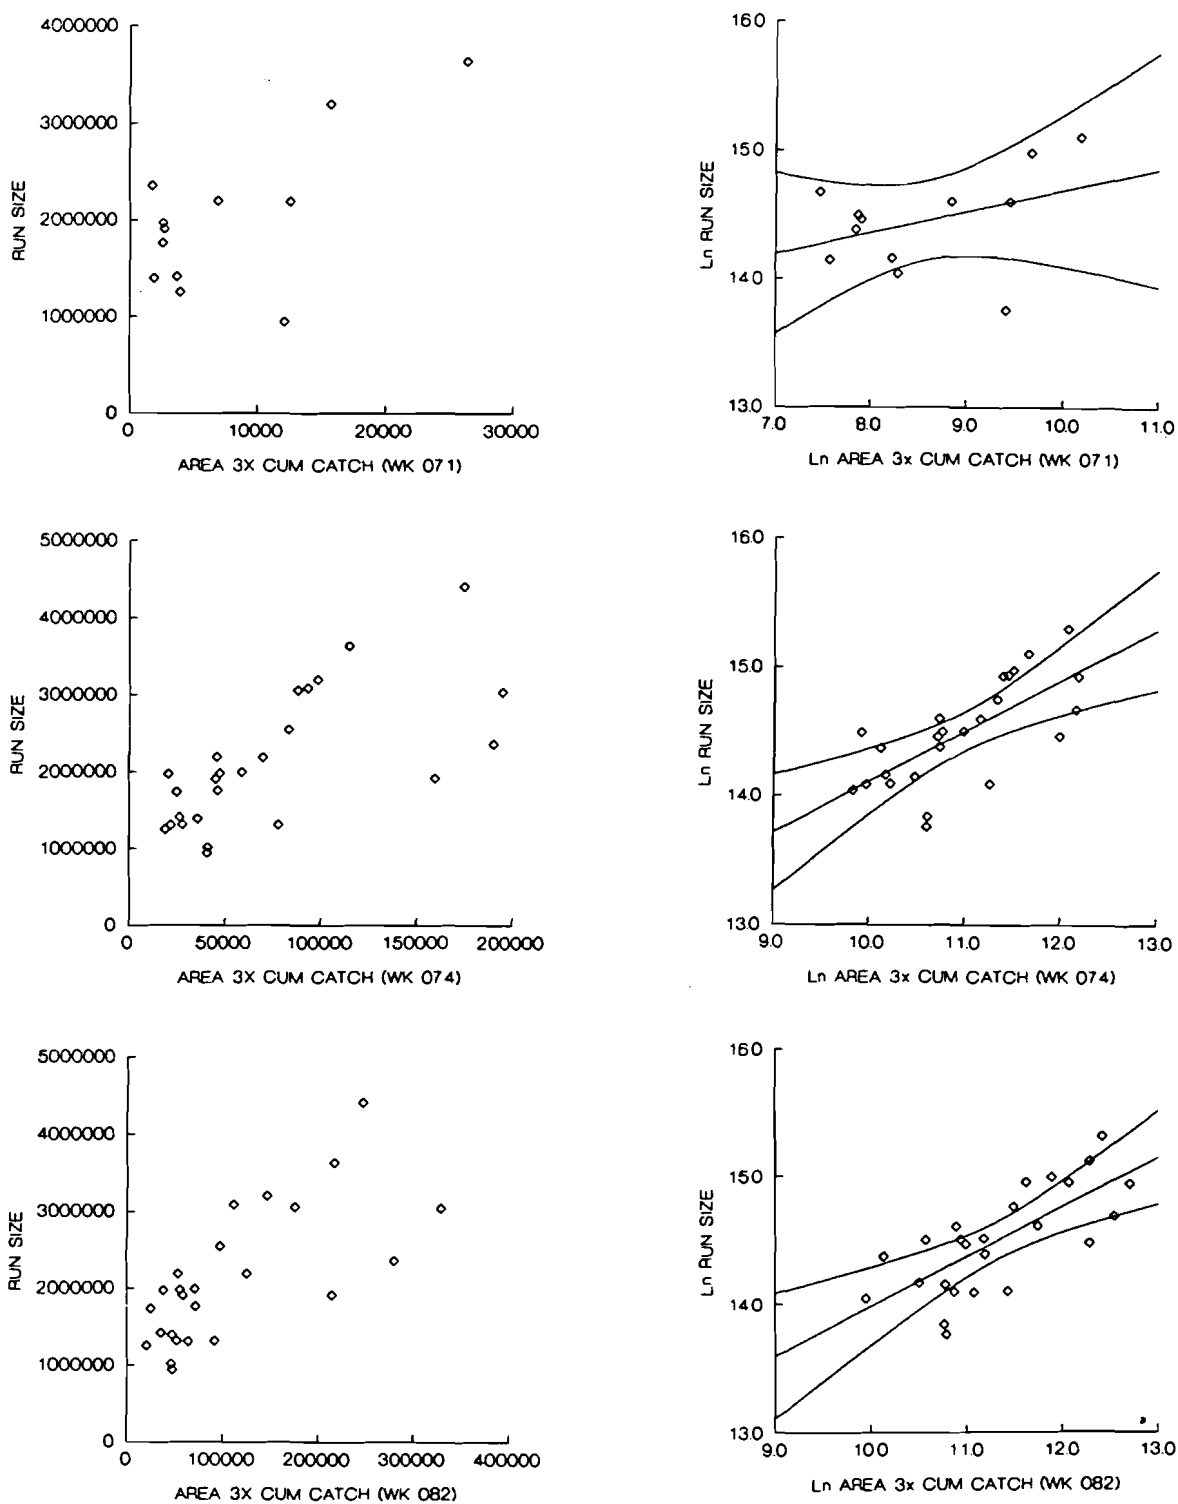 4000000
3000000
2000000
1000000
0
RUN SIZE
0 10000 20000 30000
AREA 3X CUM CATCH (WK 071)
16.0
15.0
14.0
13.0
Ln RUN SIZE
7.0 8.0 9.0 10.0 11.0
Ln AREA 3x CUM CATCH (WK 071)
5000000
4000000
3000000
2000000
1000000
0
RUN SIZE
0 50000 100000 150000 200000
AREA 3X CUM CATCH (WK 074)
16.0
15.0
14.0
13.0
Ln RUN SIZE
9.0 10.0 11.0 12.0 13.0
Ln AREA 3x CUM CATCH (WK 074)
5000000
4000000
3000000
2000000
1000000
0
RUN SIZE
0 100000 200000 300000 400000
AREA 3X CUM CATCH (WK 082)
16.0
15.0
14.0
13.0
Ln RUN SIZE
9.0 10.0 11.0 12.0 13.0
Ln AREA 3x CUM CATCH (WK 082)